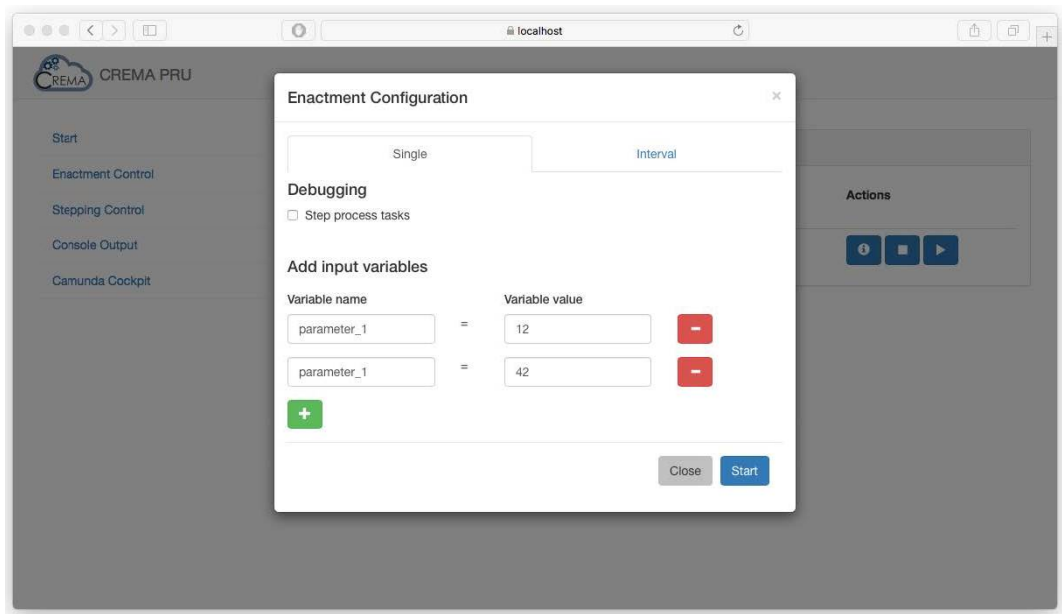 localhost
CREMA CREMA PRU
Enactment Configuration ×
Start
Enactment Control
Stepping Control
Console Output
Camunda Cockpit
Single Interval
Debugging
Step process tasks
Add input variables
Variable name Variable value
parameter_1 = 12
parameter_1 = 42
Close Start
Actions